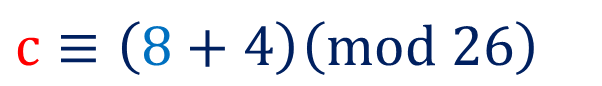 c ≡ (8 + 4)(mod 26)